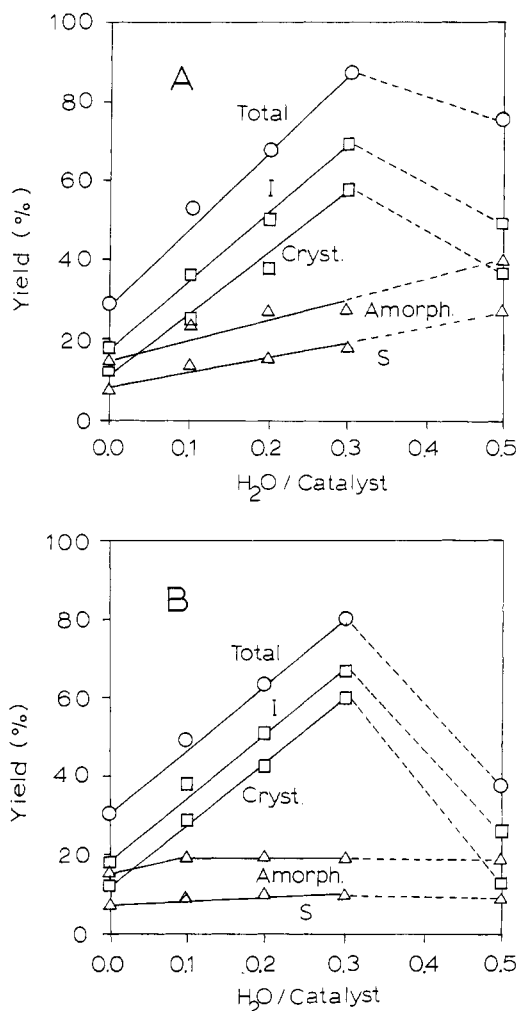 100
A
80
Total
60
I
Yield (%)
40
Cryst.
Amorph.
20
S
0
0.0 0.1 0.2 0.3 0.4 0.5
H₂O / Catalyst
100
B
80
Total
60
I
Yield (%)
40
Cryst.
20
Amorph.
S
0
0.0 0.1 0.2 0.3 0.4 0.5
H₂O / Catalyst